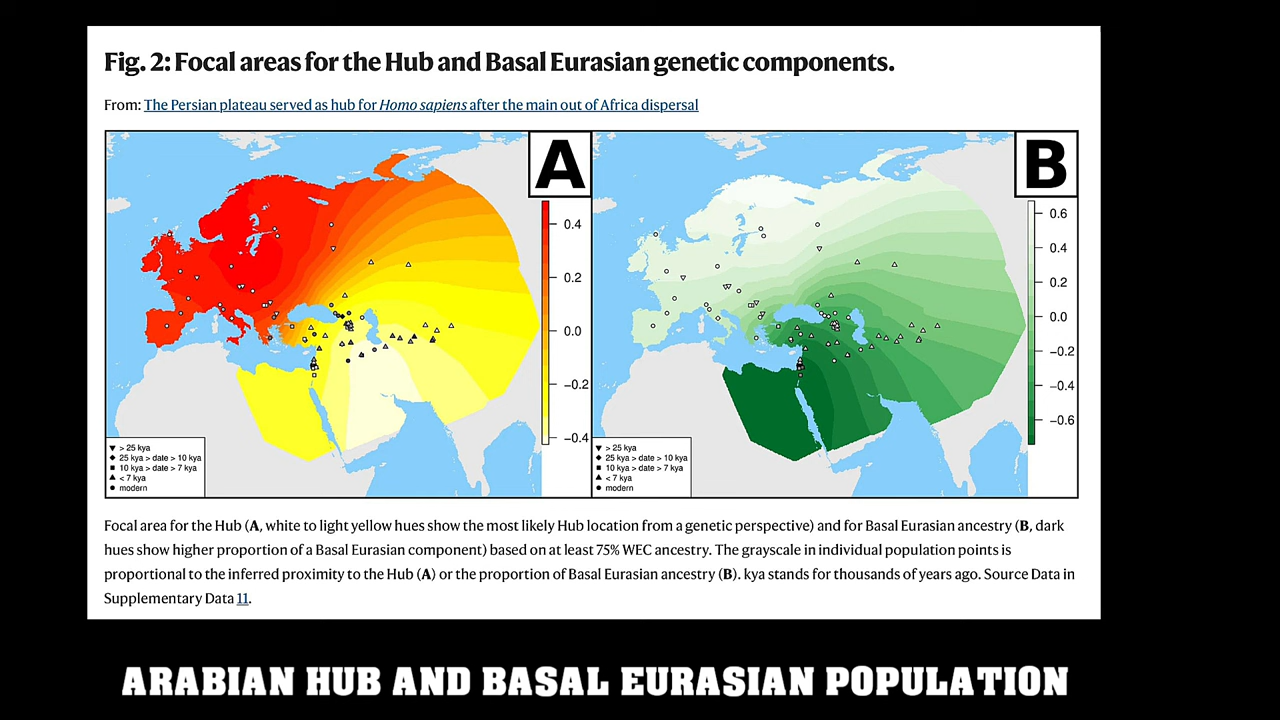 Fig. 2: Focal areas for the Hub and Basal Eurasian genetic components.
From: The Persian plateau served as hub for Homo sapiens after the main out of Africa dispersal
A
B
0.4
0.2
0.0
−0.2
−0.4
0.6
0.4
0.2
0.0
−0.2
−0.4
−0.6
▼ > 25 kya
◆ 25 kya > date > 10 kya
■ 10 kya > date > 7 kya
▲ < 7 kya
● modern
▼ > 25 kya
◆ 25 kya > date > 10 kya
■ 10 kya > date > 7 kya
▲ < 7 kya
● modern
Focal area for the Hub (A, white to light yellow hues show the most likely Hub location from a genetic perspective) and for Basal Eurasian ancestry (B, dark
hues show higher proportion of a Basal Eurasian component) based on at least 75% WEC ancestry. The grayscale in individual population points is
proportional to the inferred proximity to the Hub (A) or the proportion of Basal Eurasian ancestry (B). kya stands for thousands of years ago. Source Data in
Supplementary Data 11.
ARABIAN HUB AND BASAL EURASIAN POPULATION